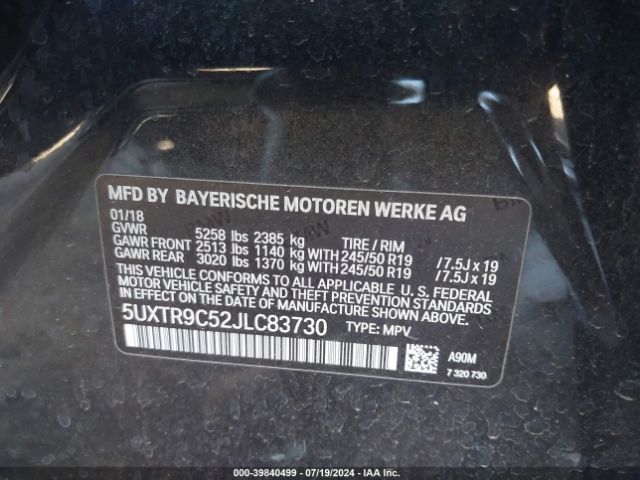 MFD BY BAYERISCHE MOTOREN WERKE AG
01/18
GVWR 5258 lbs 2385 kg TIRE / RIM
GAWR FRONT 2513 lbs 1140 kg WITH 245/50 R19 /7.5J x 19
GAWR REAR 3020 lbs 1370 kg WITH 245/50 R19 /7.5J x 19
THIS VEHICLE CONFORMS TO ALL APPLICABLE U. S. FEDERAL
MOTOR VEHICLE SAFETY, BUMPER, AND THEFT
PREVENTION STANDARDS IN EFFECT ON THE DATE OF
MANUFACTURE SHOWN ABOVE.
5UXTR9C52JLC83730 TYPE: MPV
A90M
7 320 730
000-39840499 - 07/19/2024 - IAA Inc.